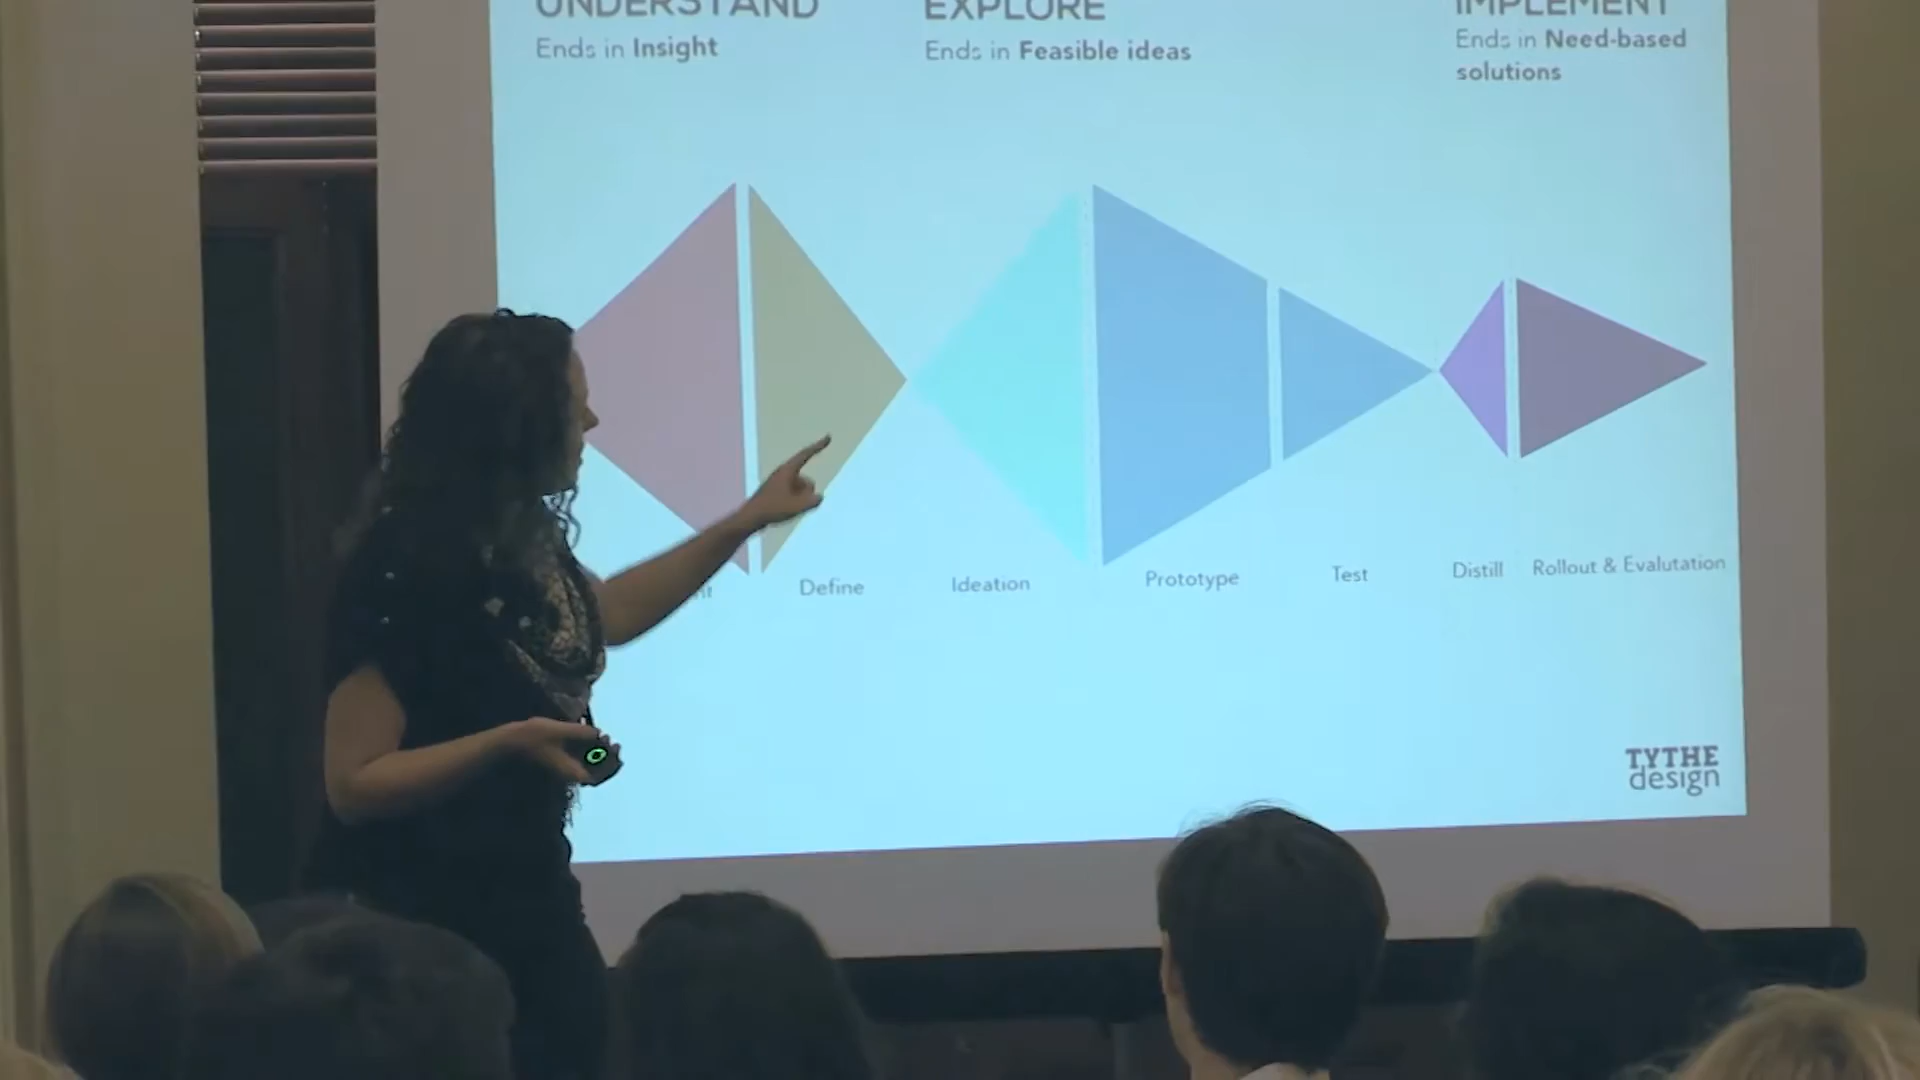 UNDERSTAND
Ends in Insight
EXPLORE
Ends in Feasible ideas
IMPLEMENT
Ends in Need-based
solutions
Define
Ideation
Prototype
Test
Distill
Rollout & Evalutation
TYTHE
design